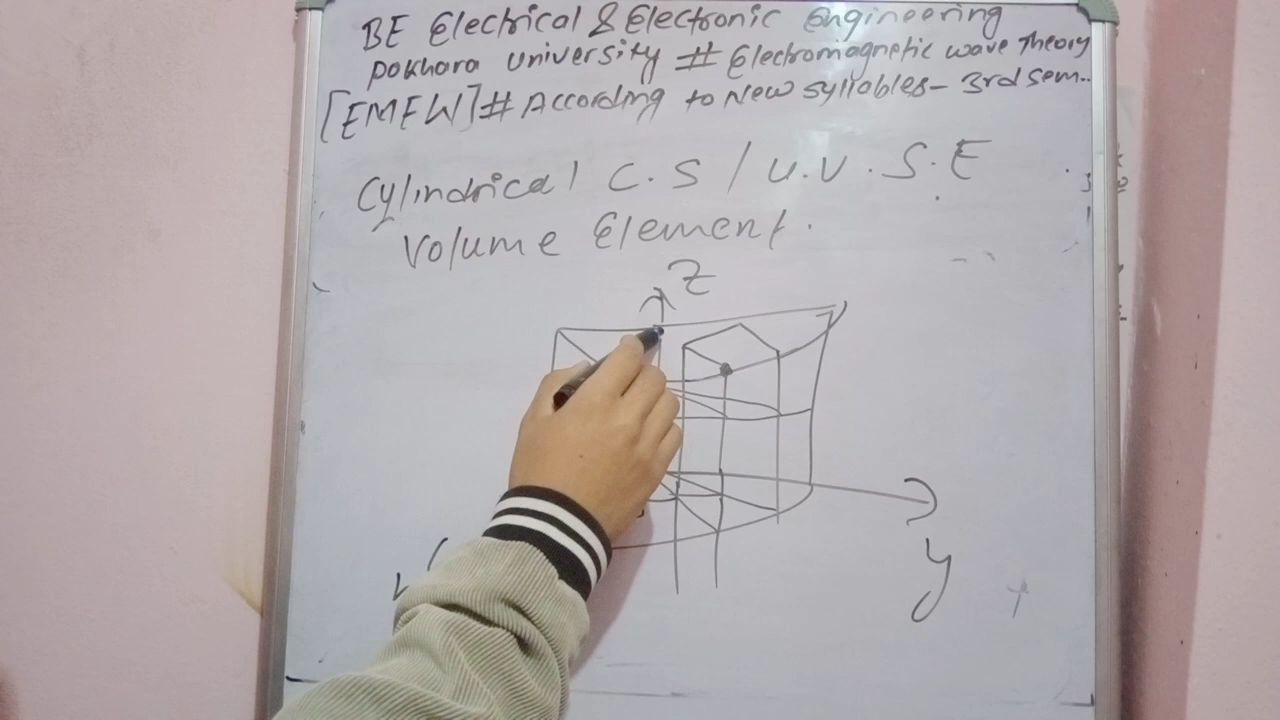 BE Electrical & Electronic Engineering
Pokhara University # Electromagnetic wave Theory
[EMFW] # According to New Syllables - 3rd sem..
Cylindrical C.S / U.V.S.E
Volume Element.
Z
y